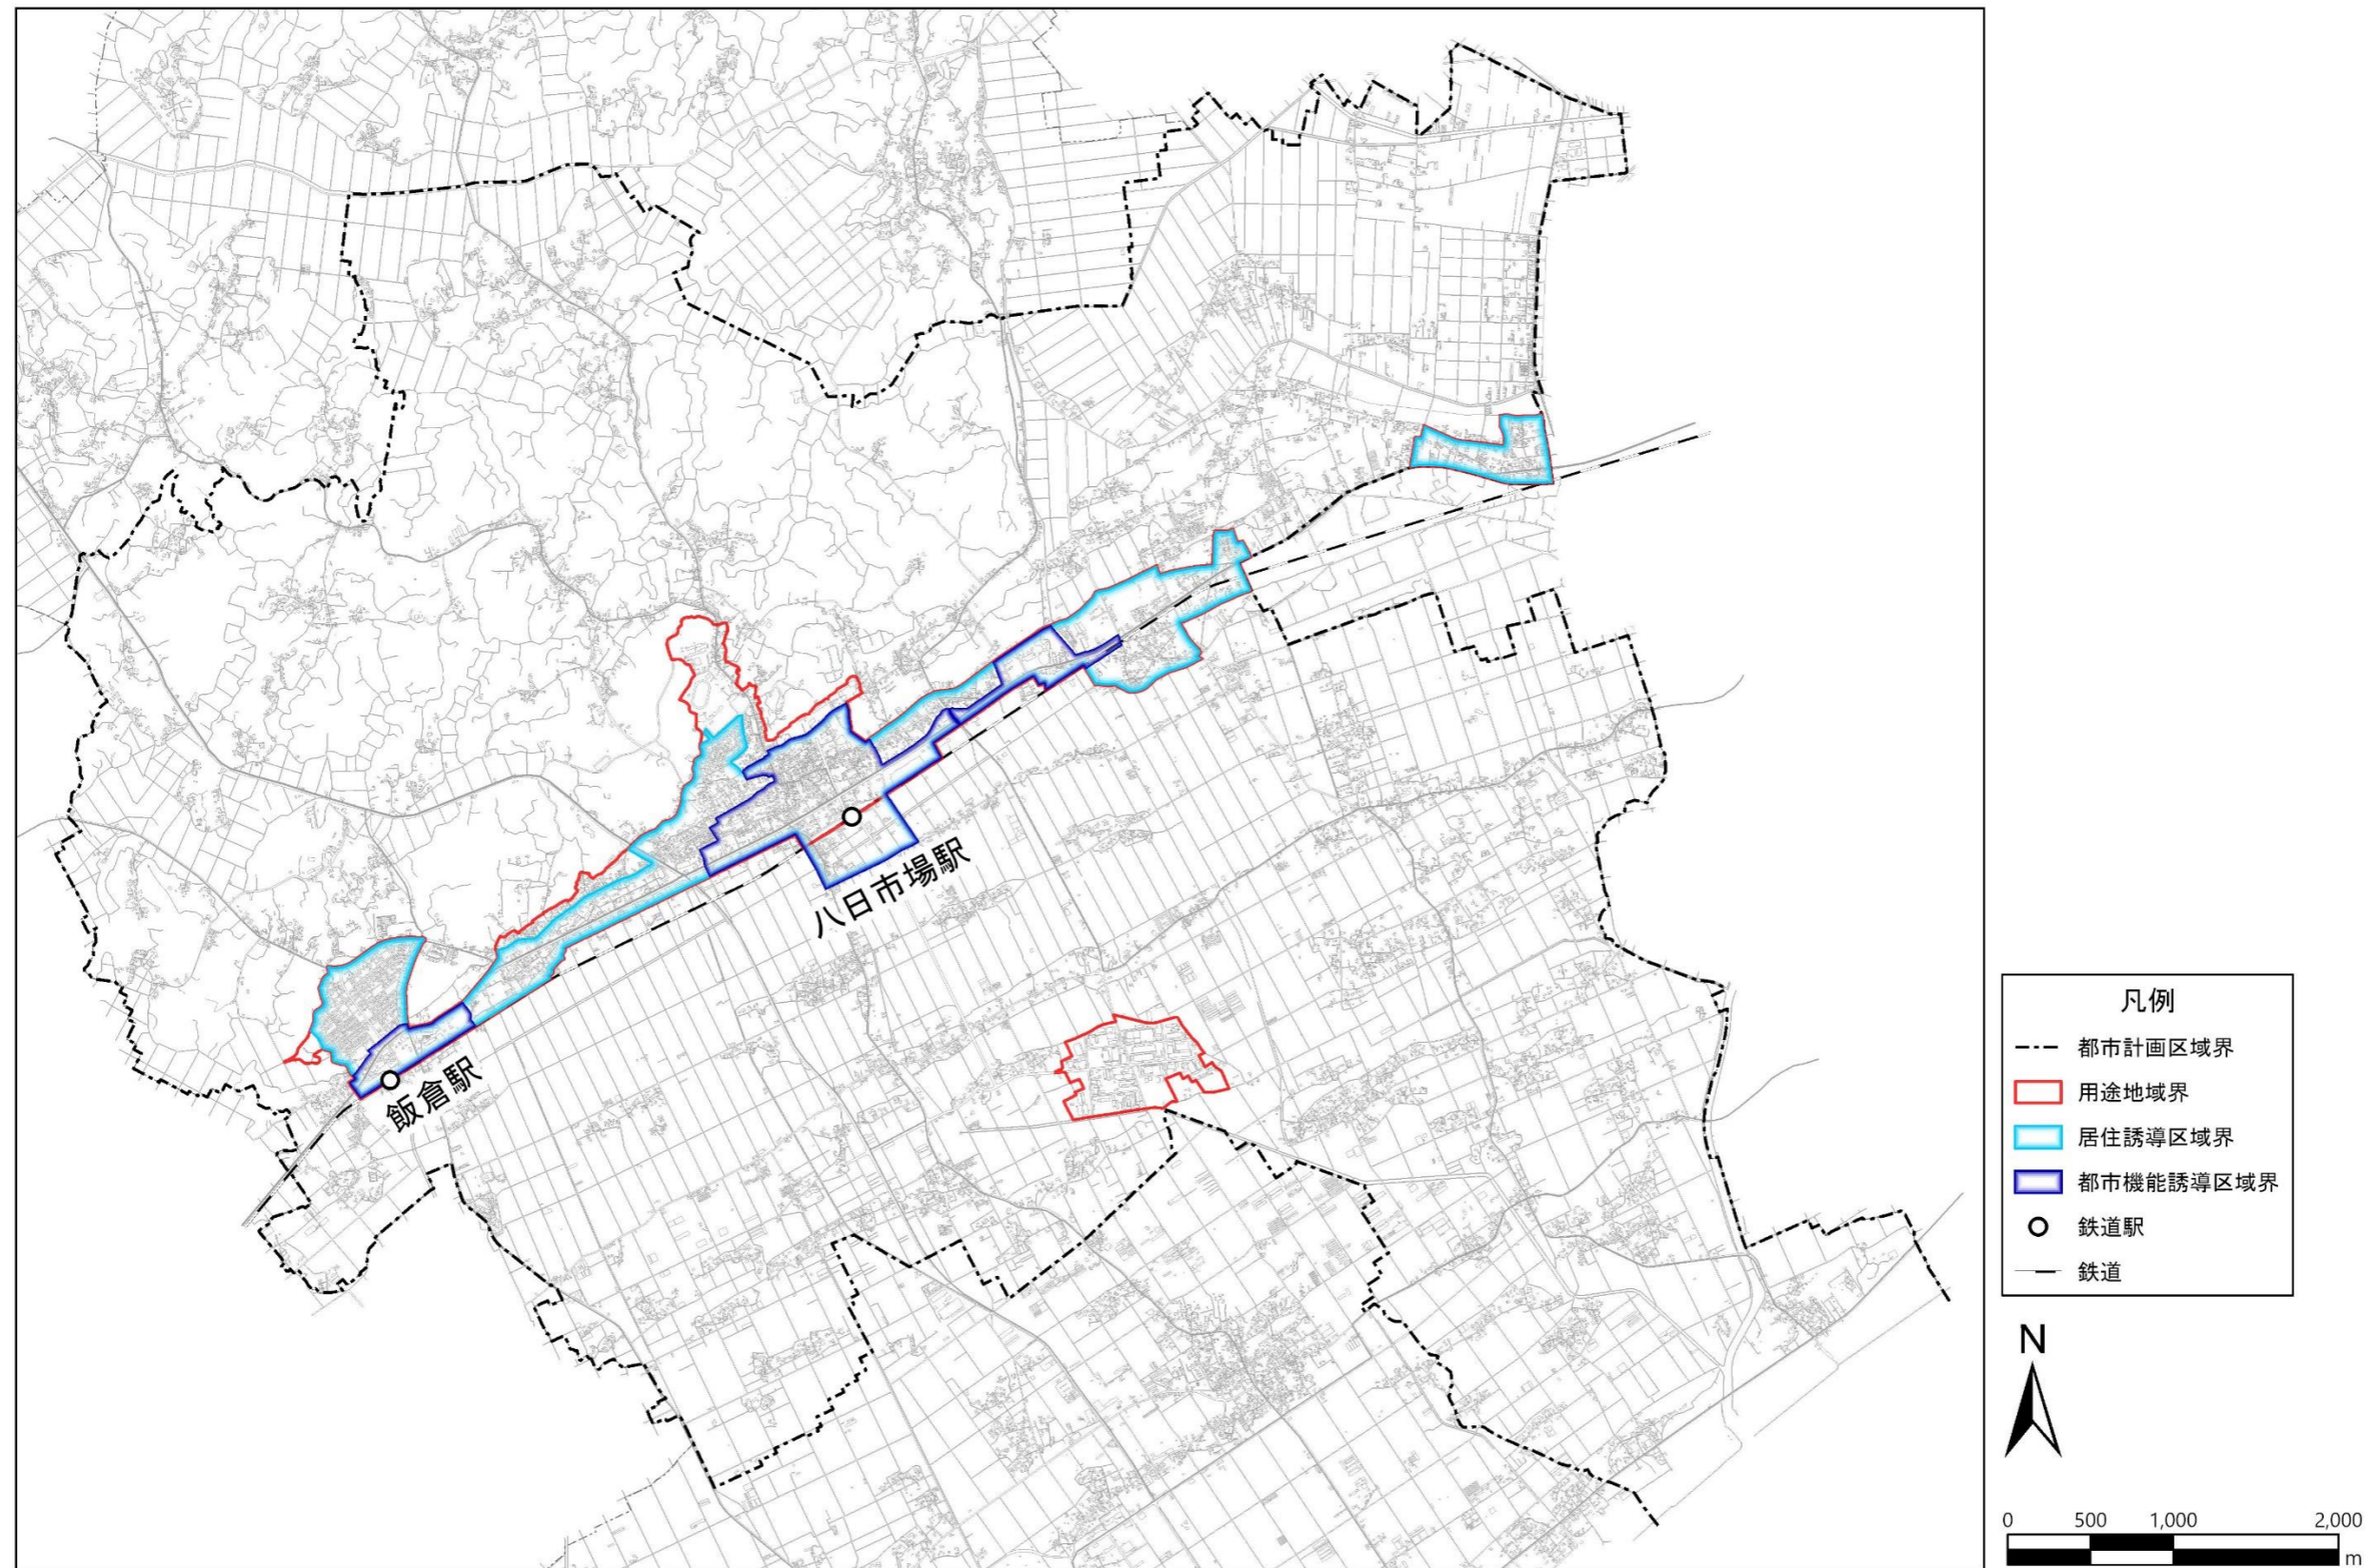 八日市場駅
飯倉駅
凡例
都市計画区域界
用途地域界
居住誘導区域界
都市機能誘導区域界
鉄道駅
鉄道
N
0 500 1,000 2,000
m